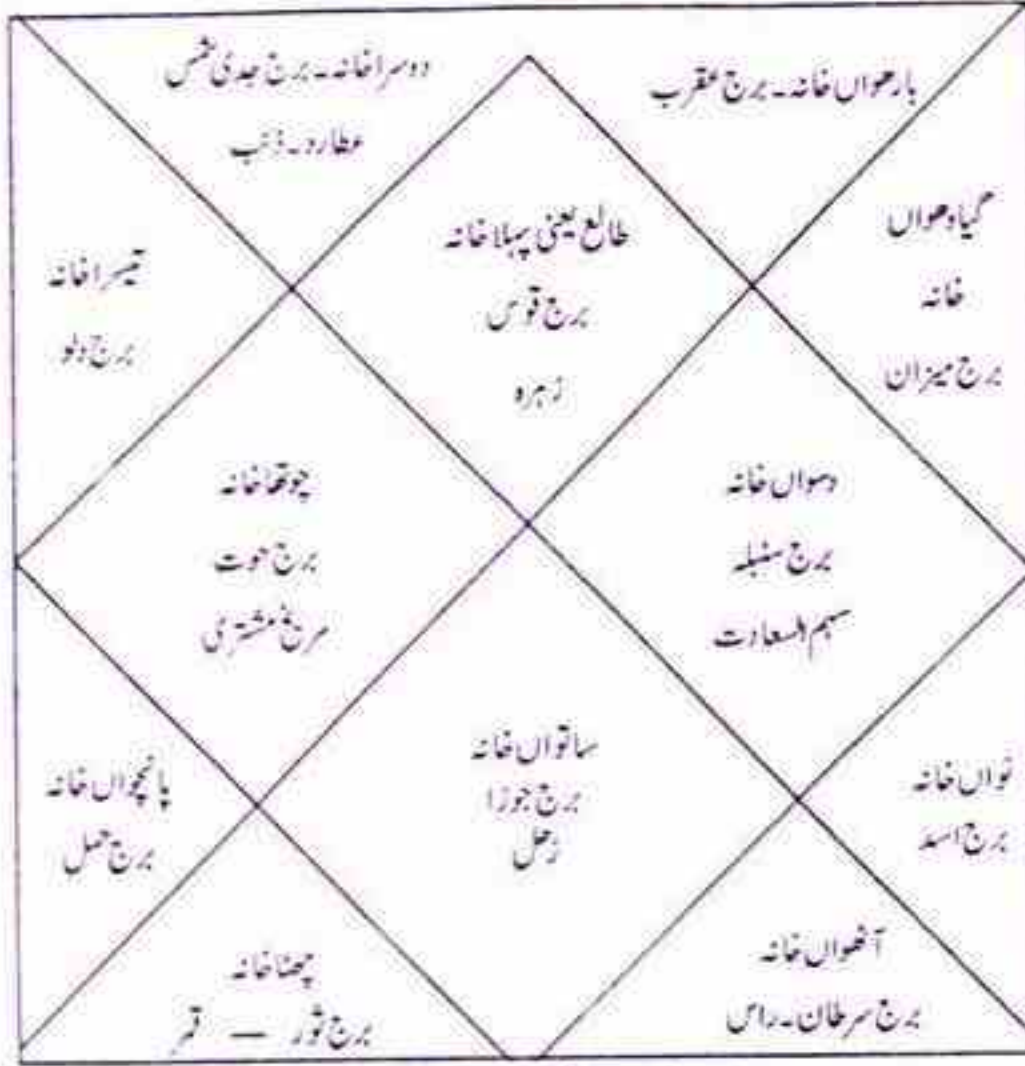 دوسرا خانہ۔ برج جدی شمس
عطارد۔ ذنب
بارھواں خانہ۔ برج عقرب
طالع یعنی پہلا خانہ
برج قوس
زہرہ
گیارھواں
خانہ
برج میزان
تیسرا خانہ
برج دلو
چوتھا خانہ
برج حوت
مریخ مشتری
دسواں خانہ
برج سنبلہ
سہم السعادت
ساتواں خانہ
برج جوزا
زحل
پانچواں خانہ
برج حمل
نواں خانہ
برج اسد
چھٹا خانہ
برج ثور — قمر
آٹھواں خانہ
برج سرطان۔ راس